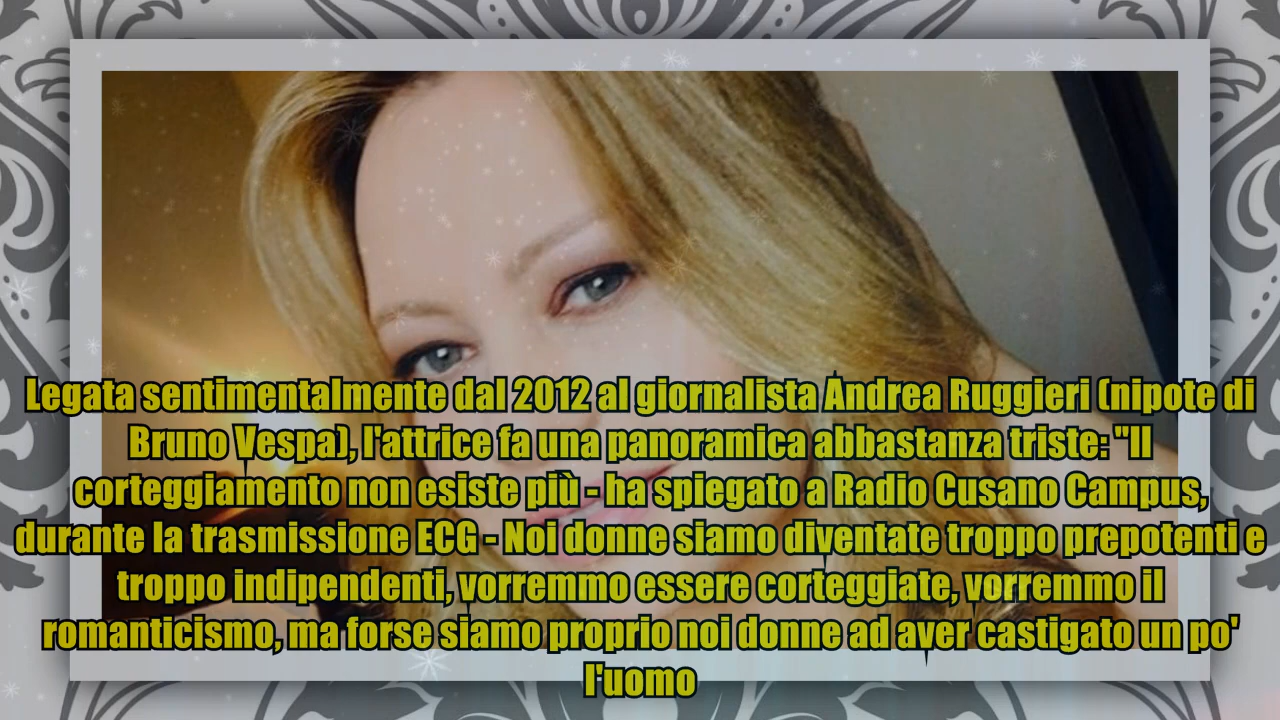 Legata sentimentalmente dal 2012 al giornalista Andrea Ruggieri (nipote di
Bruno Vespa), l'attrice fa una panoramica abbastanza triste: "Il
corteggiamento non esiste più - ha spiegato a Radio Cusano Campus,
durante la trasmissione ECG - Noi donne siamo diventate troppo prepotenti e
troppo indipendenti, vorremmo essere corteggiate, vorremmo il
romanticismo, ma forse siamo proprio noi donne ad aver castigato un po'
l'uomo